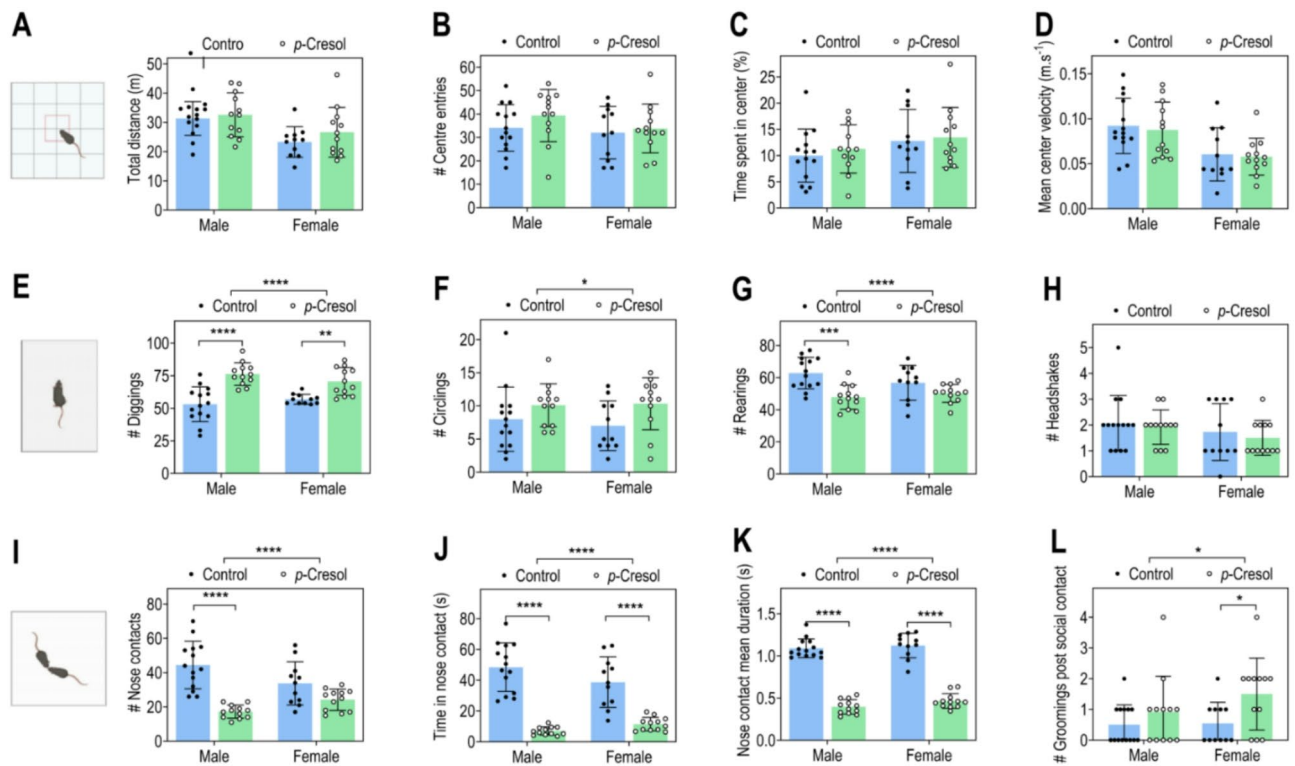 A
Contro ○ p-Cresol
Total distance (m)
50
40
30
20
10
0
Male Female
B
• Control ○ p-Cresol
# Centre entries
60
50
40
30
20
10
0
Male Female
C
• Control ○ p-Cresol
Time spent in center (%)
25
20
15
10
5
0
Male Female
D
• Control ○ p-Cresol
Mean center velocity (m.s⁻¹)
0.15
0.10
0.05
0.00
Male Female
E
****
• Control ○ p-Cresol
# Diggings
100
75
50
25
0
**** **
Male Female
F
*
• Control ○ p-Cresol
# Circlings
20
15
10
5
0
Male Female
G
****
• Control ○ p-Cresol
# Rearings
80
60
40
20
0
***
Male Female
H
• Control ○ p-Cresol
# Headshakes
5
4
3
2
1
0
Male Female
I
****
• Control ○ p-Cresol
# Nose contacts
80
60
40
20
0
****
Male Female
J
****
• Control ○ p-Cresol
Time in nose contact (s)
100
80
60
40
20
0
**** ****
Male Female
K
****
• Control ○ p-Cresol
Nose contact mean duration (s)
1.5
1.0
0.5
0.0
**** ****
Male Female
L
*
• Control ○ p-Cresol
# Groomings post social contact
4
3
2
1
0
*
Male Female